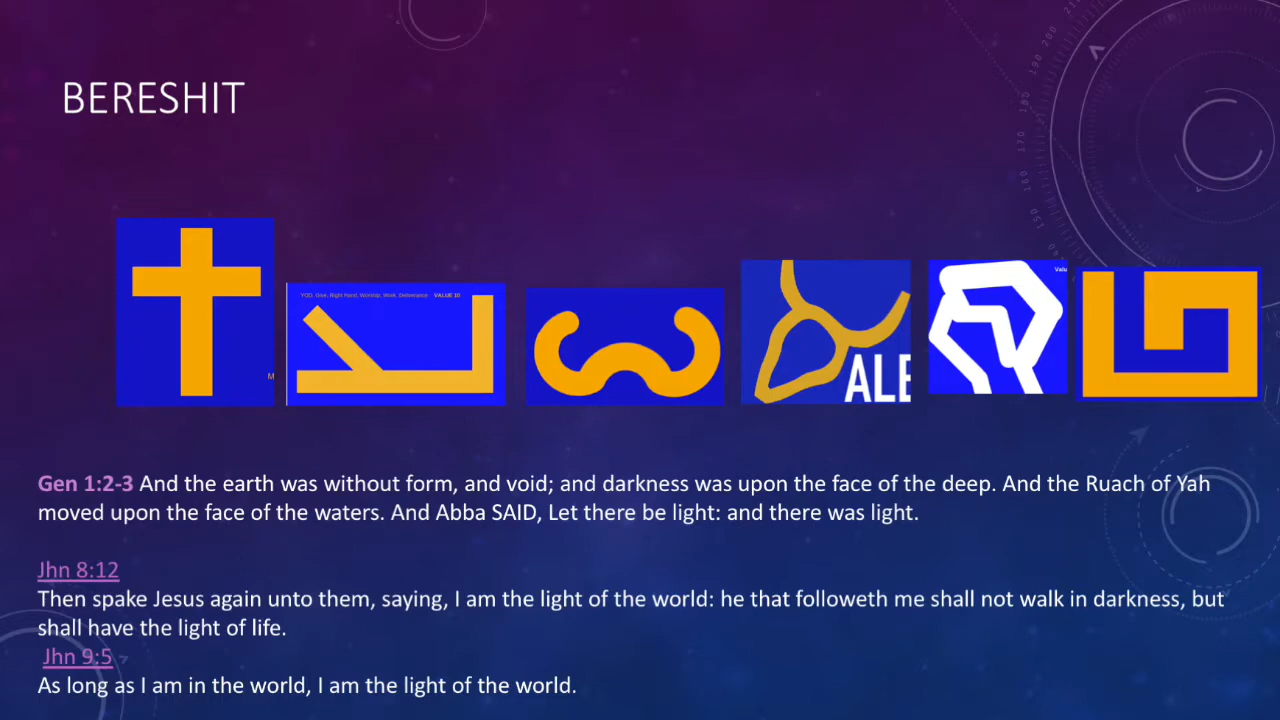 BERESHIT
M
YOD, Give, Right Hand, Worship, Work, Deliverance VALUE 10
ALE
Valu
Gen 1:2-3 And the earth was without form, and void; and darkness was upon the face of the deep. And the Ruach of Yah
moved upon the face of the waters. And Abba SAID, Let there be light: and there was light.
Jhn 8:12
Then spake Jesus again unto them, saying, I am the light of the world: he that followeth me shall not walk in darkness, but
shall have the light of life.
Jhn 9:5
As long as I am in the world, I am the light of the world.